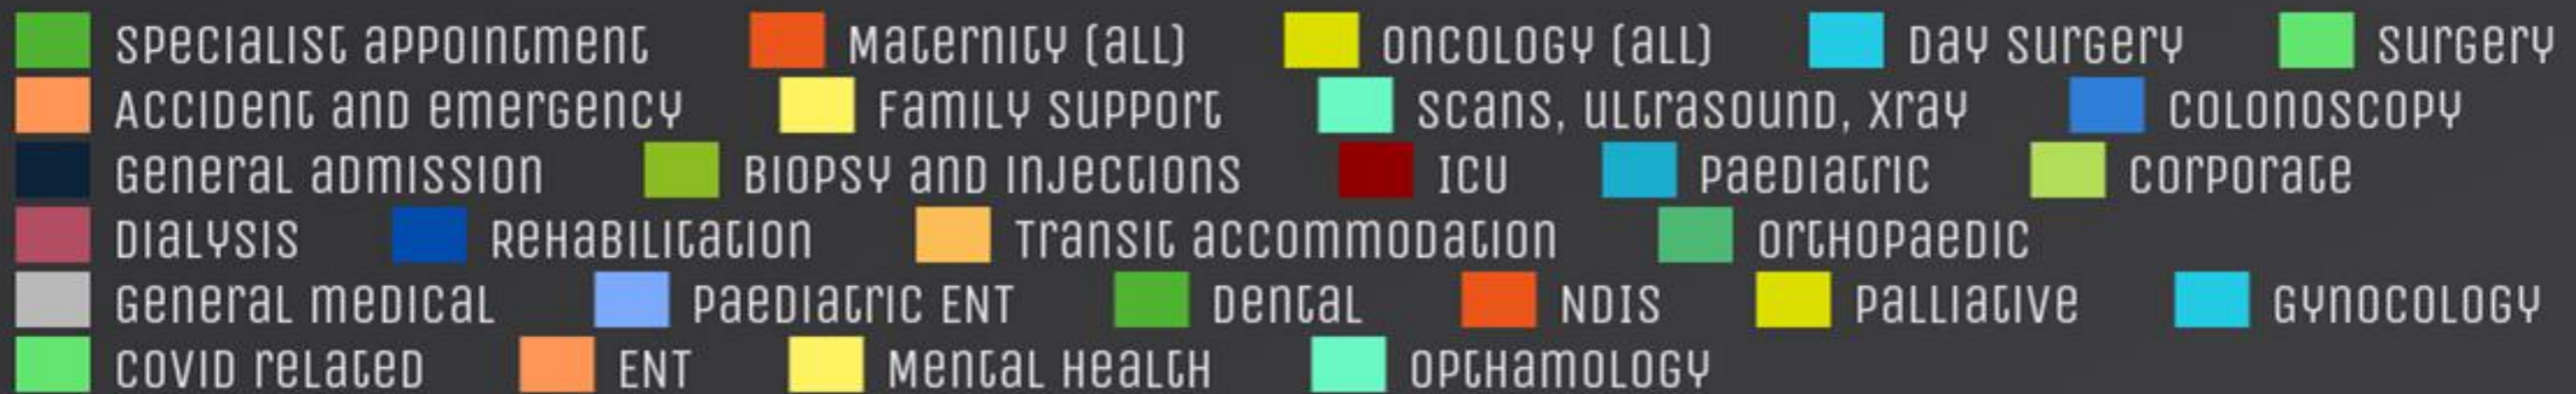 Specialist appointment Maternity (all) Oncology (all) Day surgery Surgery
Accident and emergency Family support Scans, ultrasound, xray Colonoscopy
General admission Biopsy and injections ICU Paediatric Corporate
Dialysis Rehabilitation Transit accommodation Orthopaedic
General medical Paediatric ENT Dental NDIS Palliative Gynocology
Covid related ENT Mental Health Opthamology